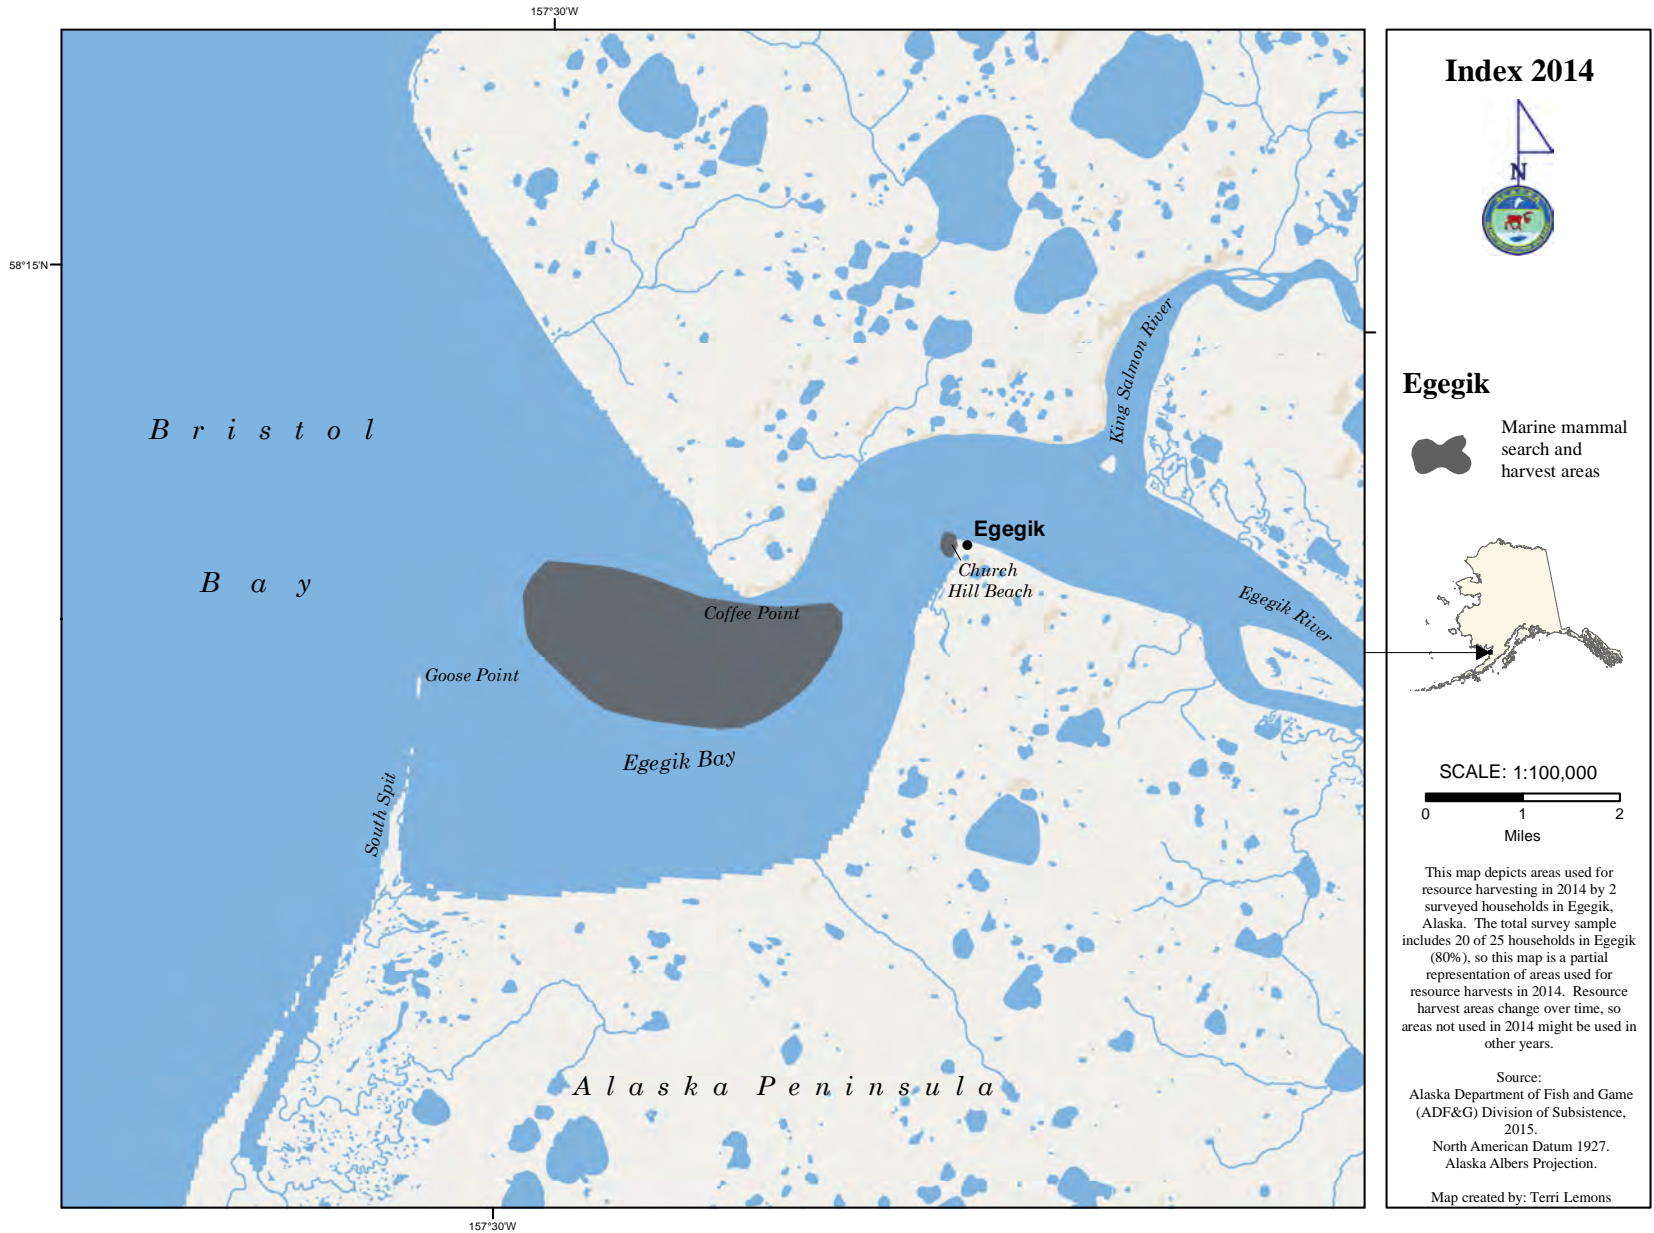 157°30'W
58°15'N
Bristol
Bay
King Salmon River
Egegik
Church
Hill Beach
Egegik River
Coffee Point
Goose Point
Egegik Bay
South Spit
Alaska Peninsula
157°30'W
Index 2014
N
Egegik
Marine mammal
search and
harvest areas
SCALE: 1:100,000
0 1 2
Miles
This map depicts areas used for
resource harvesting in 2014 by 2
surveyed households in Egegik,
Alaska. The total survey sample
includes 20 of 25 households in Egegik
(80%), so this map is a partial
representation of areas used for
resource harvests in 2014. Resource
harvest areas change over time, so
areas not used in 2014 might be used in
other years.
Source:
Alaska Department of Fish and Game
(ADF&G) Division of Subsistence,
2015.
North American Datum 1927.
Alaska Albers Projection.
Map created by: Terri Lemons